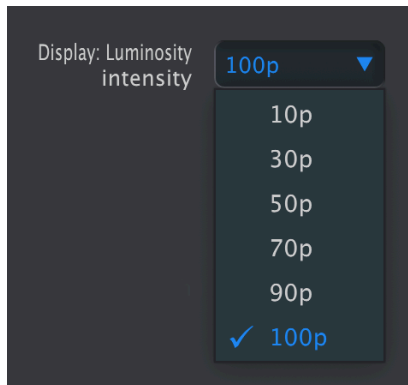 Display: Luminosity
intensity
100p
10p
30p
50p
70p
90p
100p